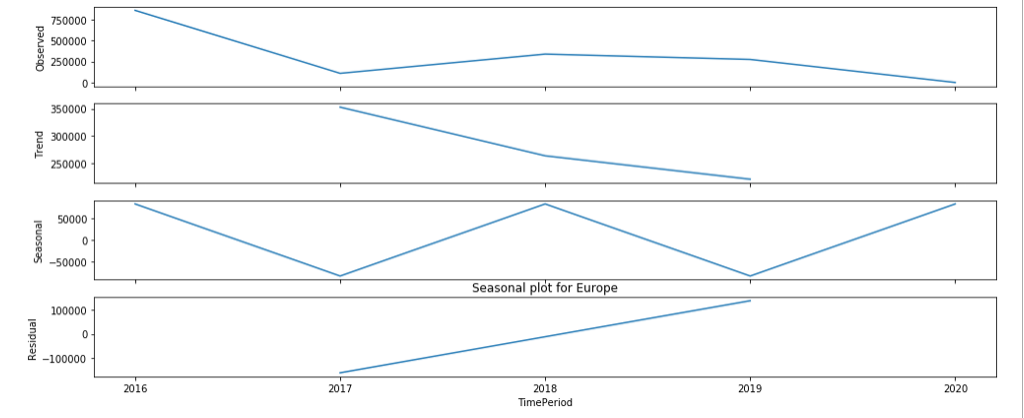 750000
500000
250000
0
Observed
350000
300000
250000
Trend
50000
0
−50000
Seasonal
Seasonal plot for Europe
100000
0
−100000
Residual
2016 2017 2018 2019 2020
TimePeriod